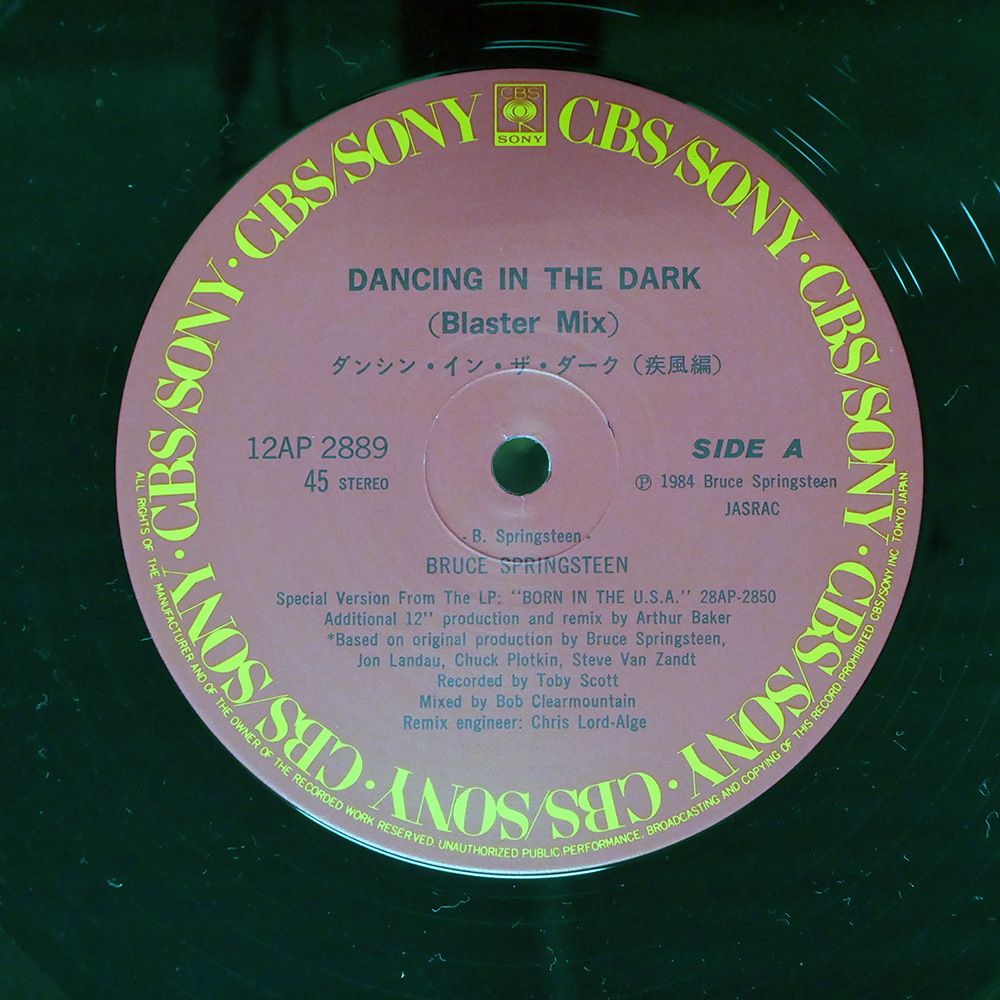 CBS
SONY
CBS/SONY · CBS/SONY · CBS/SONY · CBS/SONY · CBS/SONY · CBS/SONY · CBS/SONY · CBS/SONY
DANCING IN THE DARK
(Blaster Mix)
ダンシン・イン・ザ・ダーク（疾風編）
12AP 2889
45 STEREO
SIDE A
Ⓟ 1984 Bruce Springsteen
JASRAC
- B. Springsteen -
BRUCE SPRINGSTEEN
Special Version From The LP: “BORN IN THE U.S.A.” 28AP-2850
Additional 12” production and remix by Arthur Baker
*Based on original production by Bruce Springsteen,
Jon Landau, Chuck Plotkin, Steve Van Zandt
Recorded by Toby Scott
Mixed by Bob Clearmountain
Remix engineer: Chris Lord-Alge
ALL RIGHTS OF THE MANUFACTURER AND OF THE OWNER OF THE RECORDED WORK RESERVED. UNAUTHORIZED PUBLIC PERFORMANCE, BROADCASTING AND COPYING OF THIS RECORD PROHIBITED CBS/SONY INC. TOKYO JAPAN